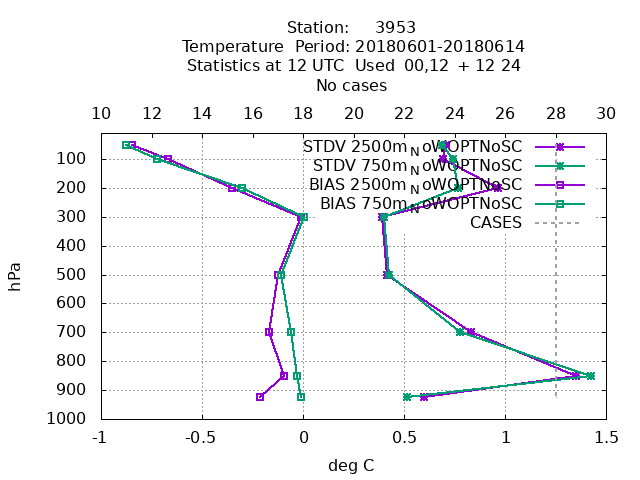 Station: 3953
Temperature Period: 20180601-20180614
Statistics at 12 UTC Used 00,12 + 12 24
No cases
10 12 14 16 18 20 22 24 26 28 30
STDV 2500m_NoWOPTNoSC
STDV 750m_NoWOPTNoSC
BIAS 2500m_NoWOPTNoSC
BIAS 750m_NoWOPTNoSC
CASES
hPa
100
200
300
400
500
600
700
800
900
1000
-1 -0.5 0 0.5 1 1.5
deg C